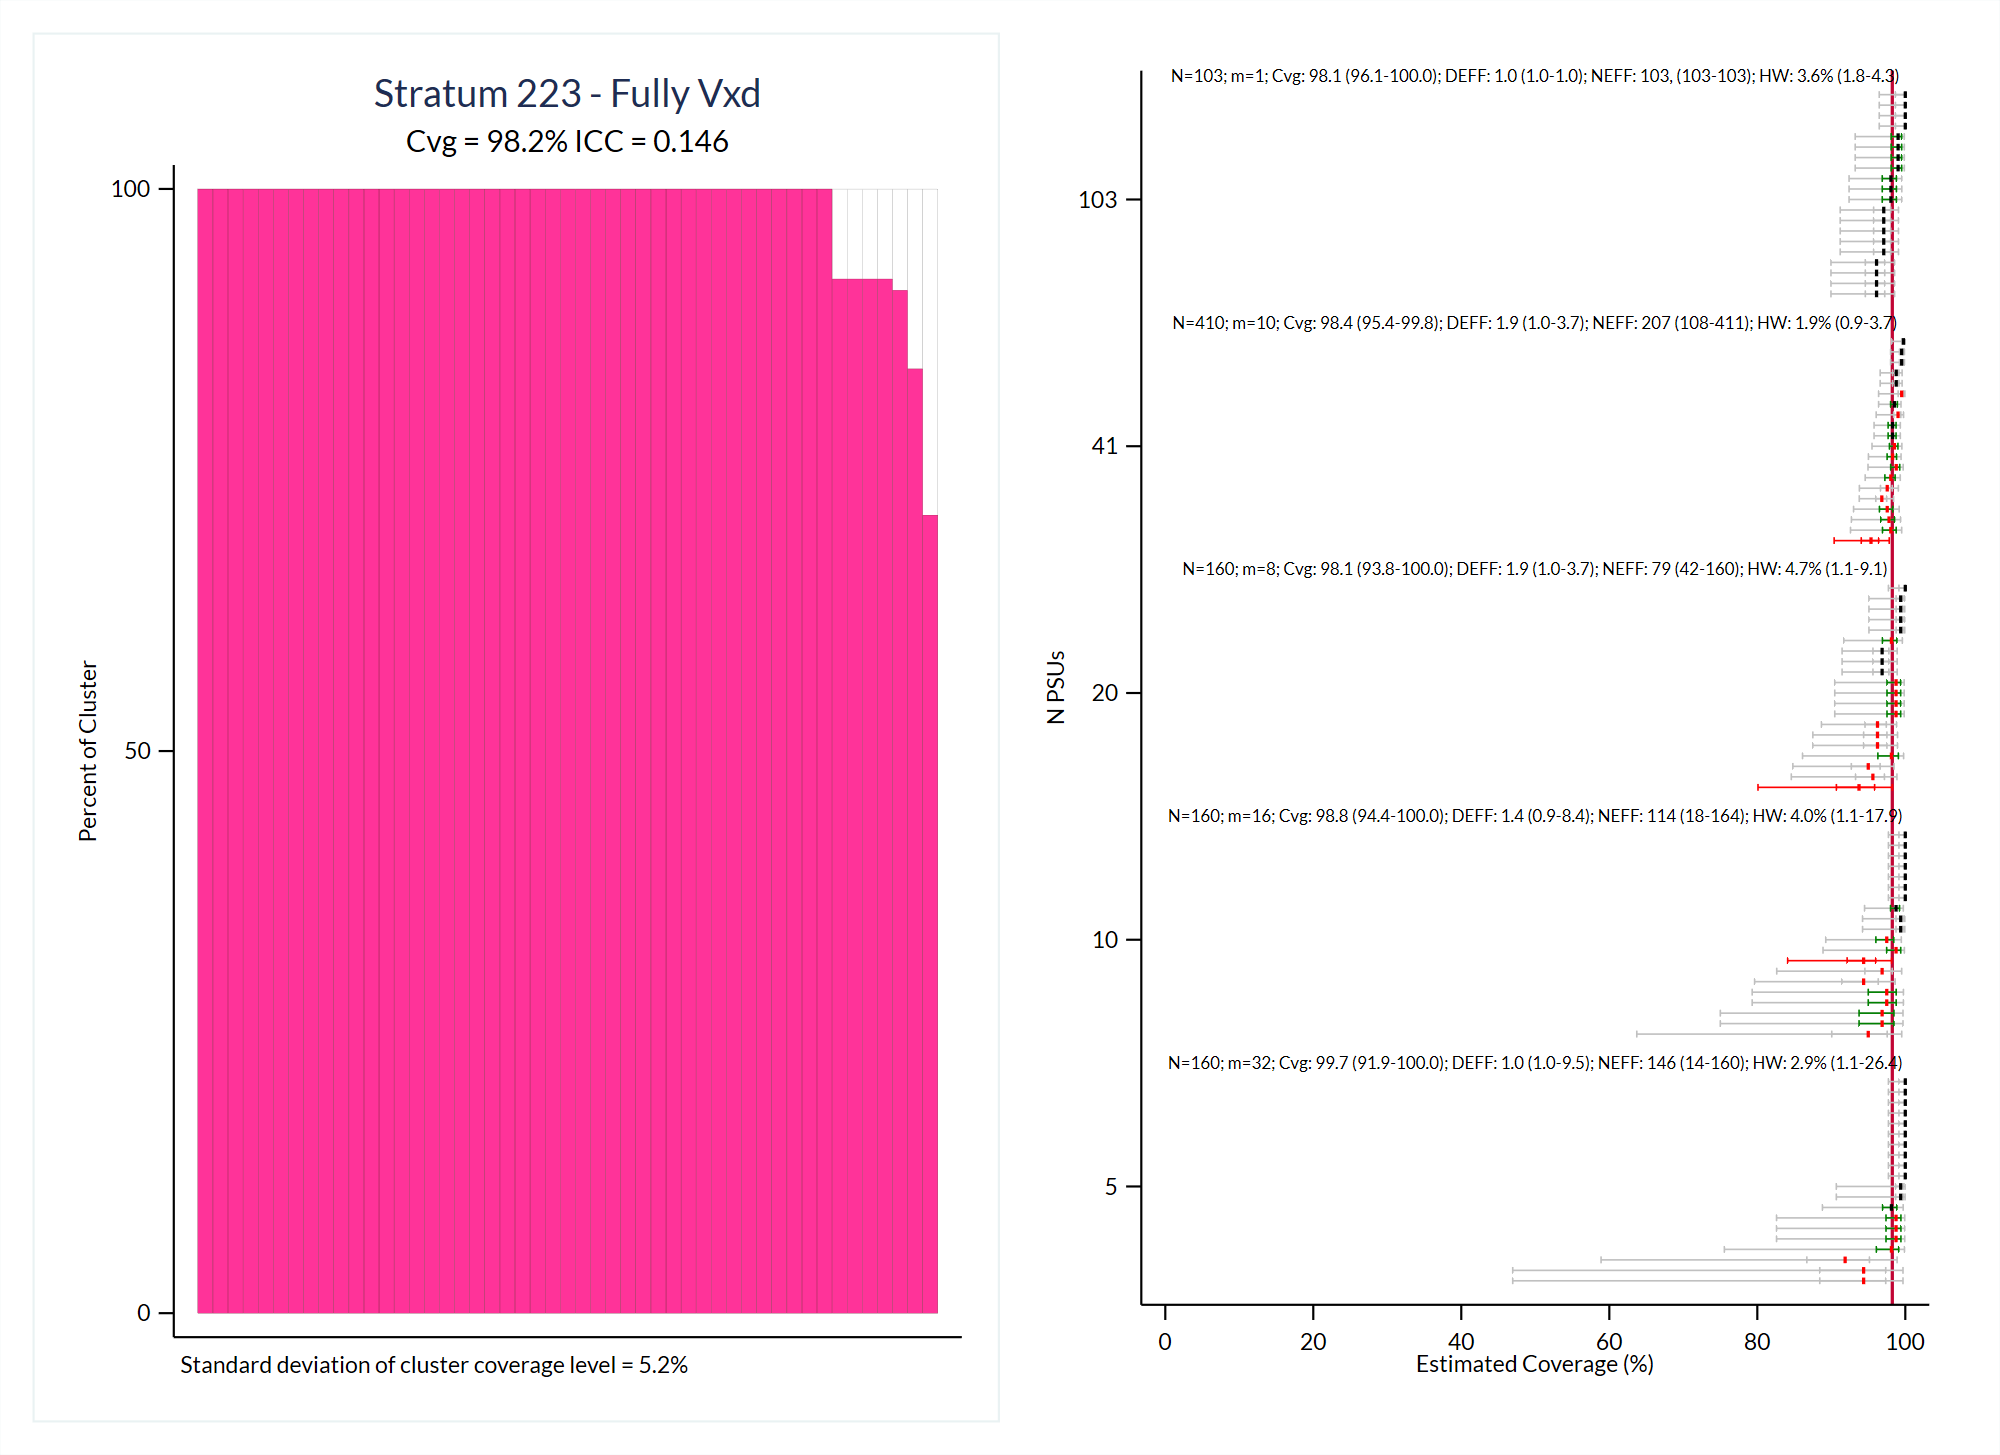 Stratum 223 - Fully Vxd
Cvg = 98.2% ICC = 0.146
100
50
0
Percent of Cluster
Standard deviation of cluster coverage level = 5.2%
N=103; m=1; Cvg: 98.1 (96.1-100.0); DEFF: 1.0 (1.0-1.0); NEFF: 103, (103-103); HW: 3.6% (1.8-4.3)
103
N=410; m=10; Cvg: 98.4 (95.4-99.8); DEFF: 1.9 (1.0-3.7); NEFF: 207 (108-411); HW: 1.9% (0.9-3.7)
41
N=160; m=8; Cvg: 98.1 (93.8-100.0); DEFF: 1.9 (1.0-3.7); NEFF: 79 (42-160); HW: 4.7% (1.1-9.1)
20
N=160; m=16; Cvg: 98.8 (94.4-100.0); DEFF: 1.4 (0.9-8.4); NEFF: 114 (18-164); HW: 4.0% (1.1-17.9)
10
N=160; m=32; Cvg: 99.7 (91.9-100.0); DEFF: 1.0 (1.0-9.5); NEFF: 146 (14-160); HW: 2.9% (1.1-26.4)
5
N PSUs
0 20 40 60 80 100
Estimated Coverage (%)